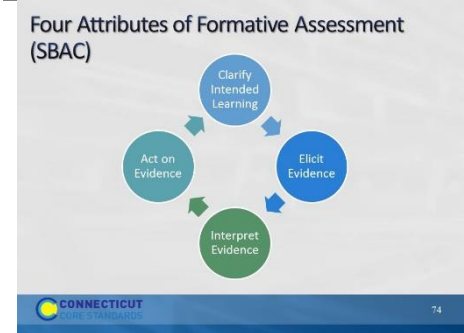 Four Attributes of Formative Assessment
(SBAC)
Clarify
Intended
Learning
Elicit
Evidence
Interpret
Evidence
Act on
Evidence
CONNECTICUT
CORE STANDARDS
74